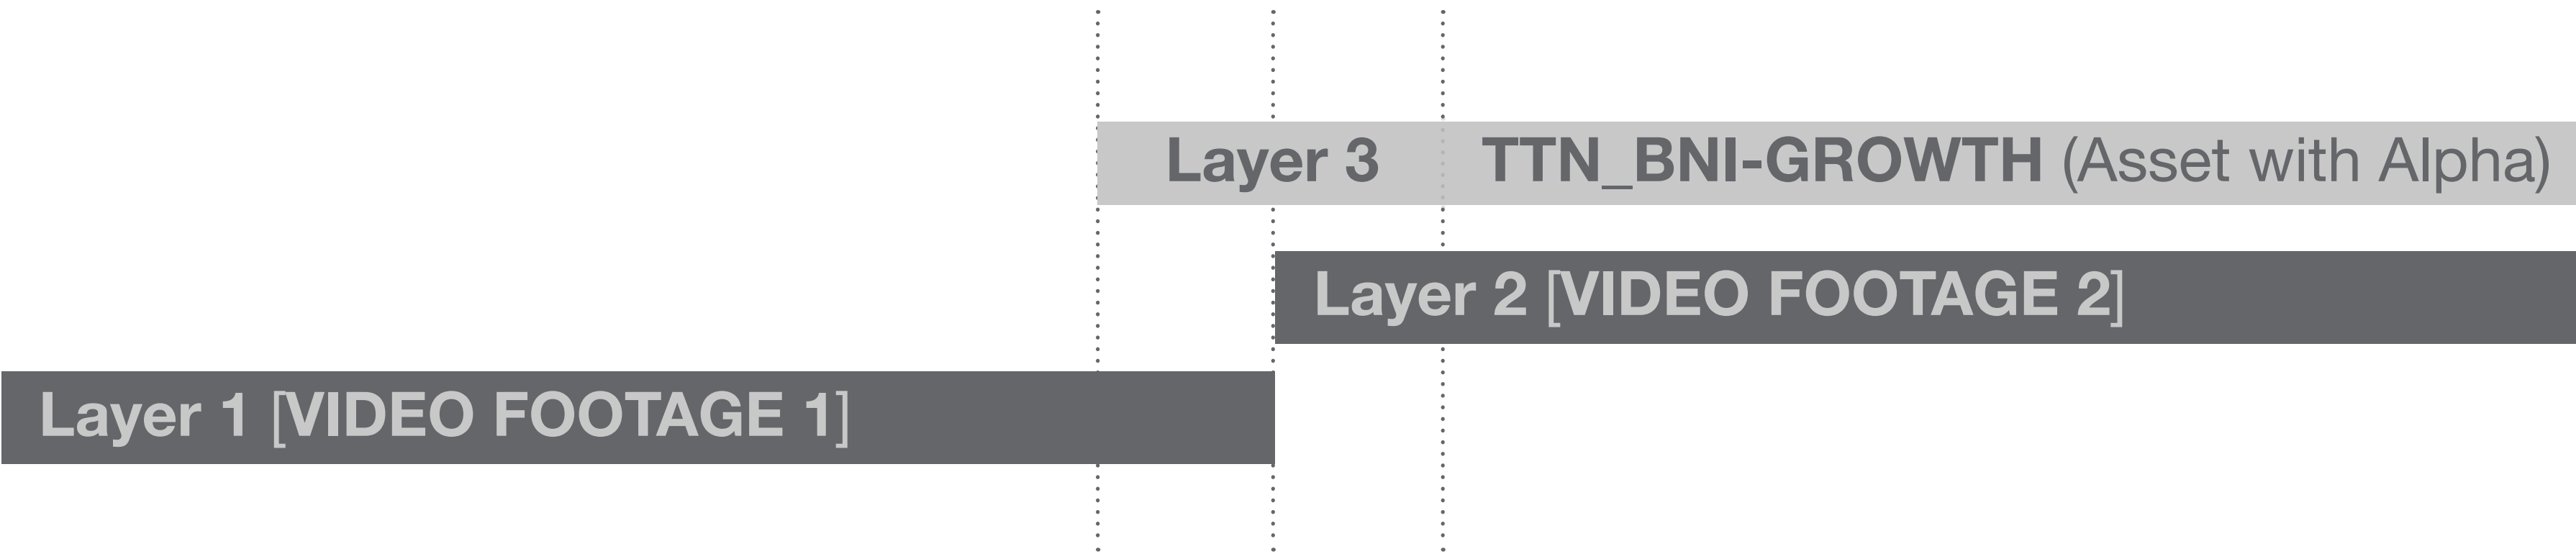 Layer 3 TTN_BNI-GROWTH (Asset with Alpha)
Layer 2 [VIDEO FOOTAGE 2]
Layer 1 [VIDEO FOOTAGE 1]